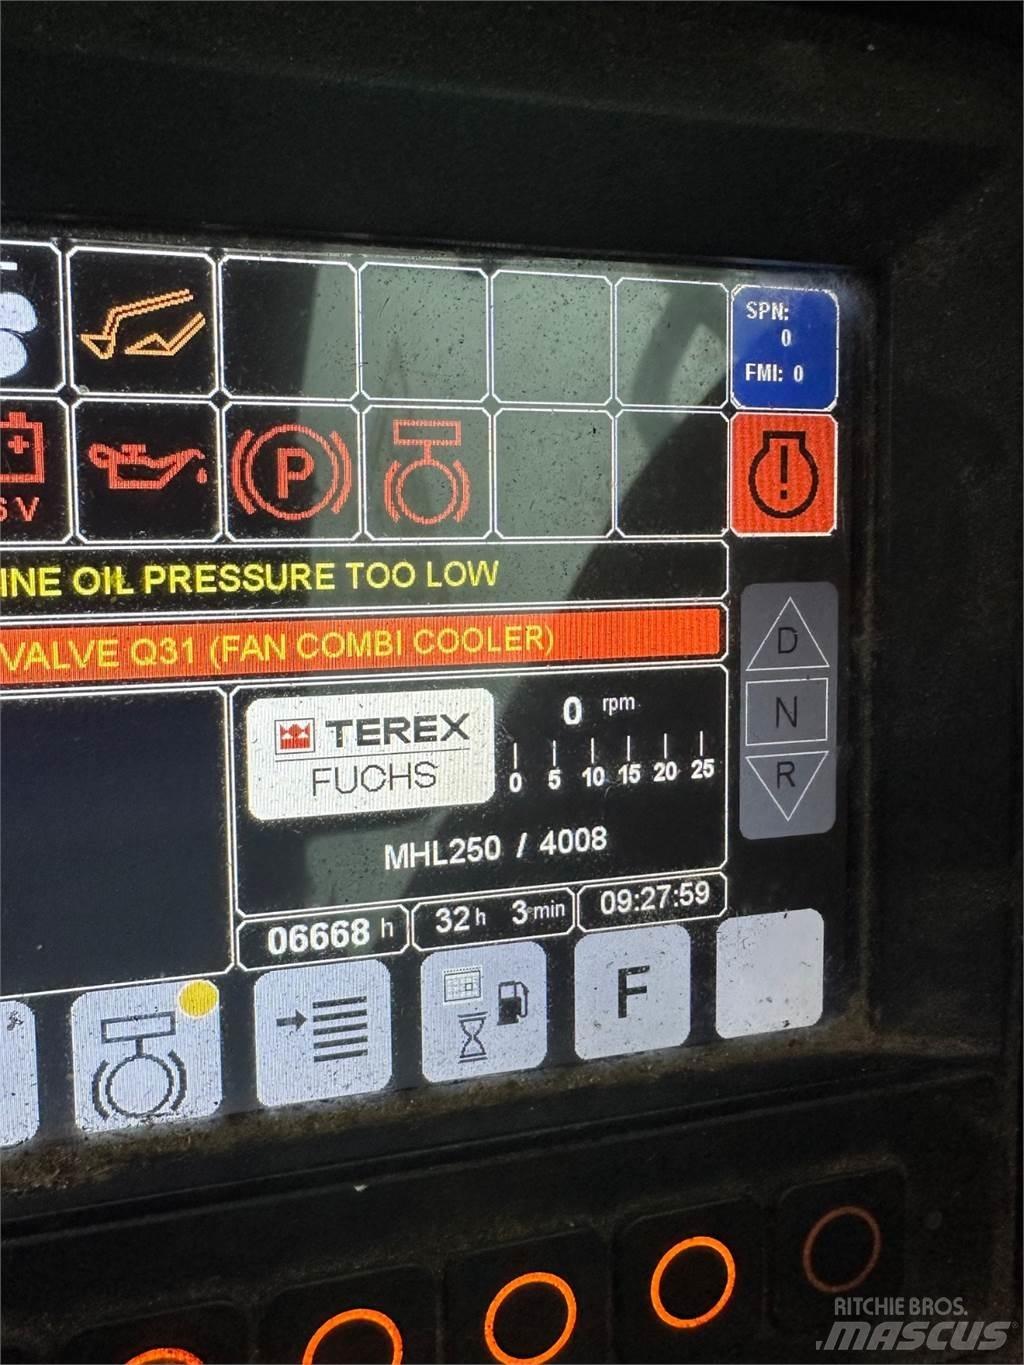 SPN:
0
FMI: 0
P
V
INE OIL PRESSURE TOO LOW
VALVE Q31 (FAN COMBI COOLER)
TEREX
FUCHS
0 rpm
0 5 10 15 20 25
MHL250 / 4008
D
N
R
06668 h
32 h 3 min
09:27:59
F
RITCHIE BROS.
MASCUS